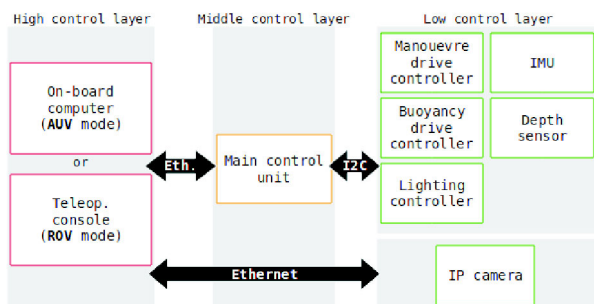 High control layer
Middle control layer
Low control layer
On-board
computer
(AUV mode)
or
Teleop.
console
(ROV mode)
Eth.
Main control
unit
I2C
Manouevre
drive
controller
IMU
Buoyancy
drive
controller
Depth
sensor
Lighting
controller
Ethernet
IP camera